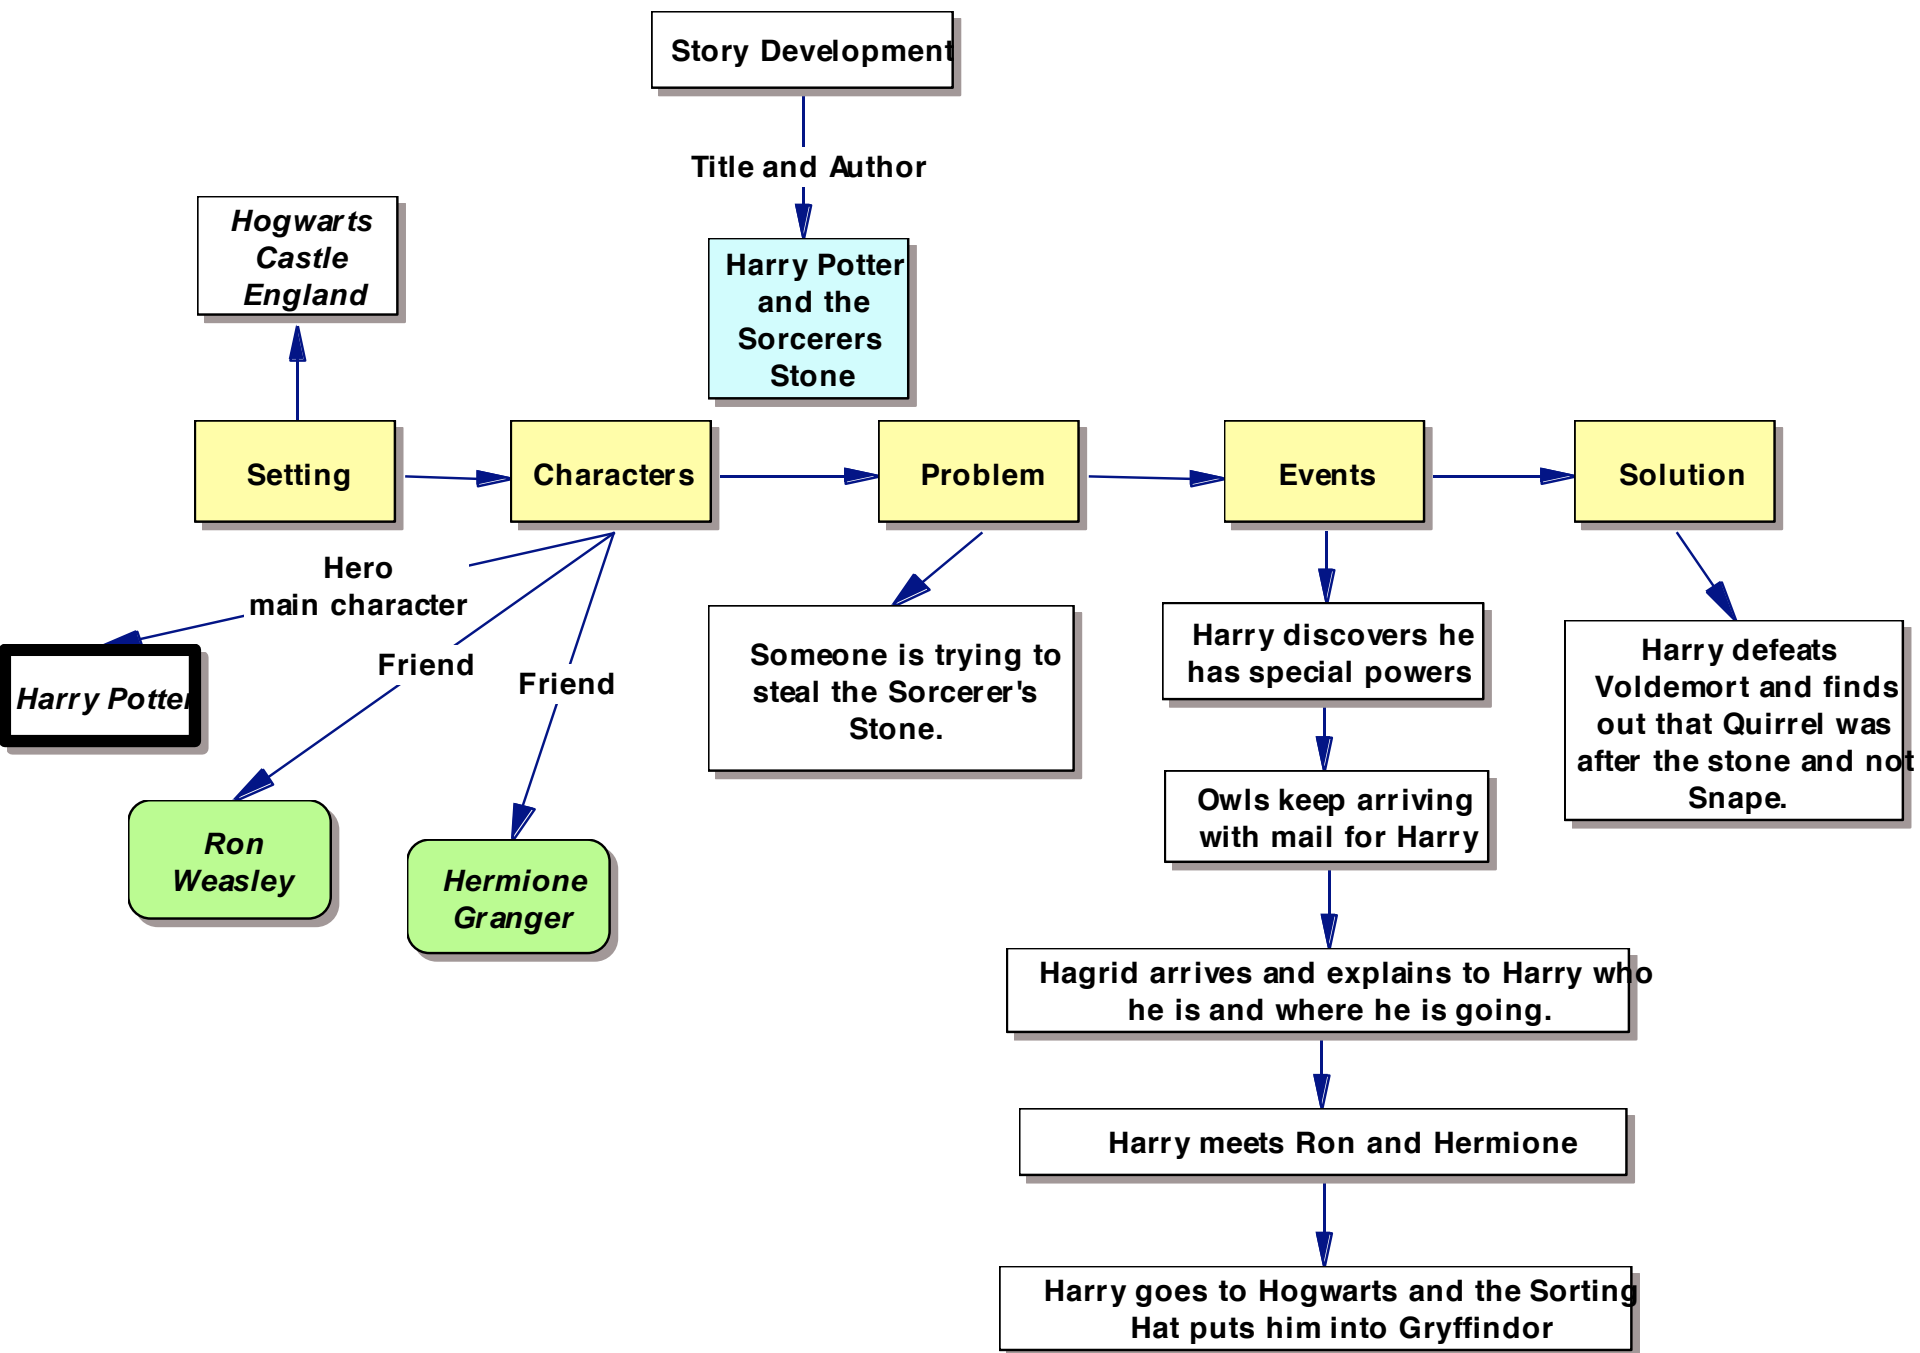 Story Development
Title and Author
Hogwarts
Castle
England
Harry Potter
and the
Sorcerers
Stone
Setting
Characters
Problem
Events
Solution
Hero
main character
Harry Potter
Friend
Friend
Ron
Weasley
Hermione
Granger
Someone is trying to
steal the Sorcerer's
Stone.
Harry discovers he
has special powers
Owls keep arriving
with mail for Harry
Hagrid arrives and explains to Harry who
he is and where he is going.
Harry meets Ron and Hermione
Harry goes to Hogwarts and the Sorting
Hat puts him into Gryffindor
Harry defeats
Voldemort and finds
out that Quirrel was
after the stone and not
Snape.